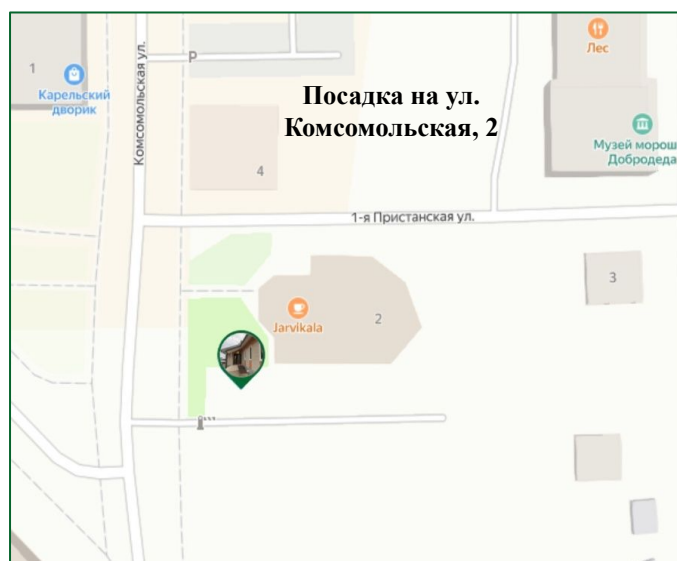 Посадка на ул.
Комсомольская, 2
Лес
1
Карельский
дворик
Комсомольская ул.
P
Музей морош
Добродеда
4
1-я Пристанская ул.
3
Jarvikala
2